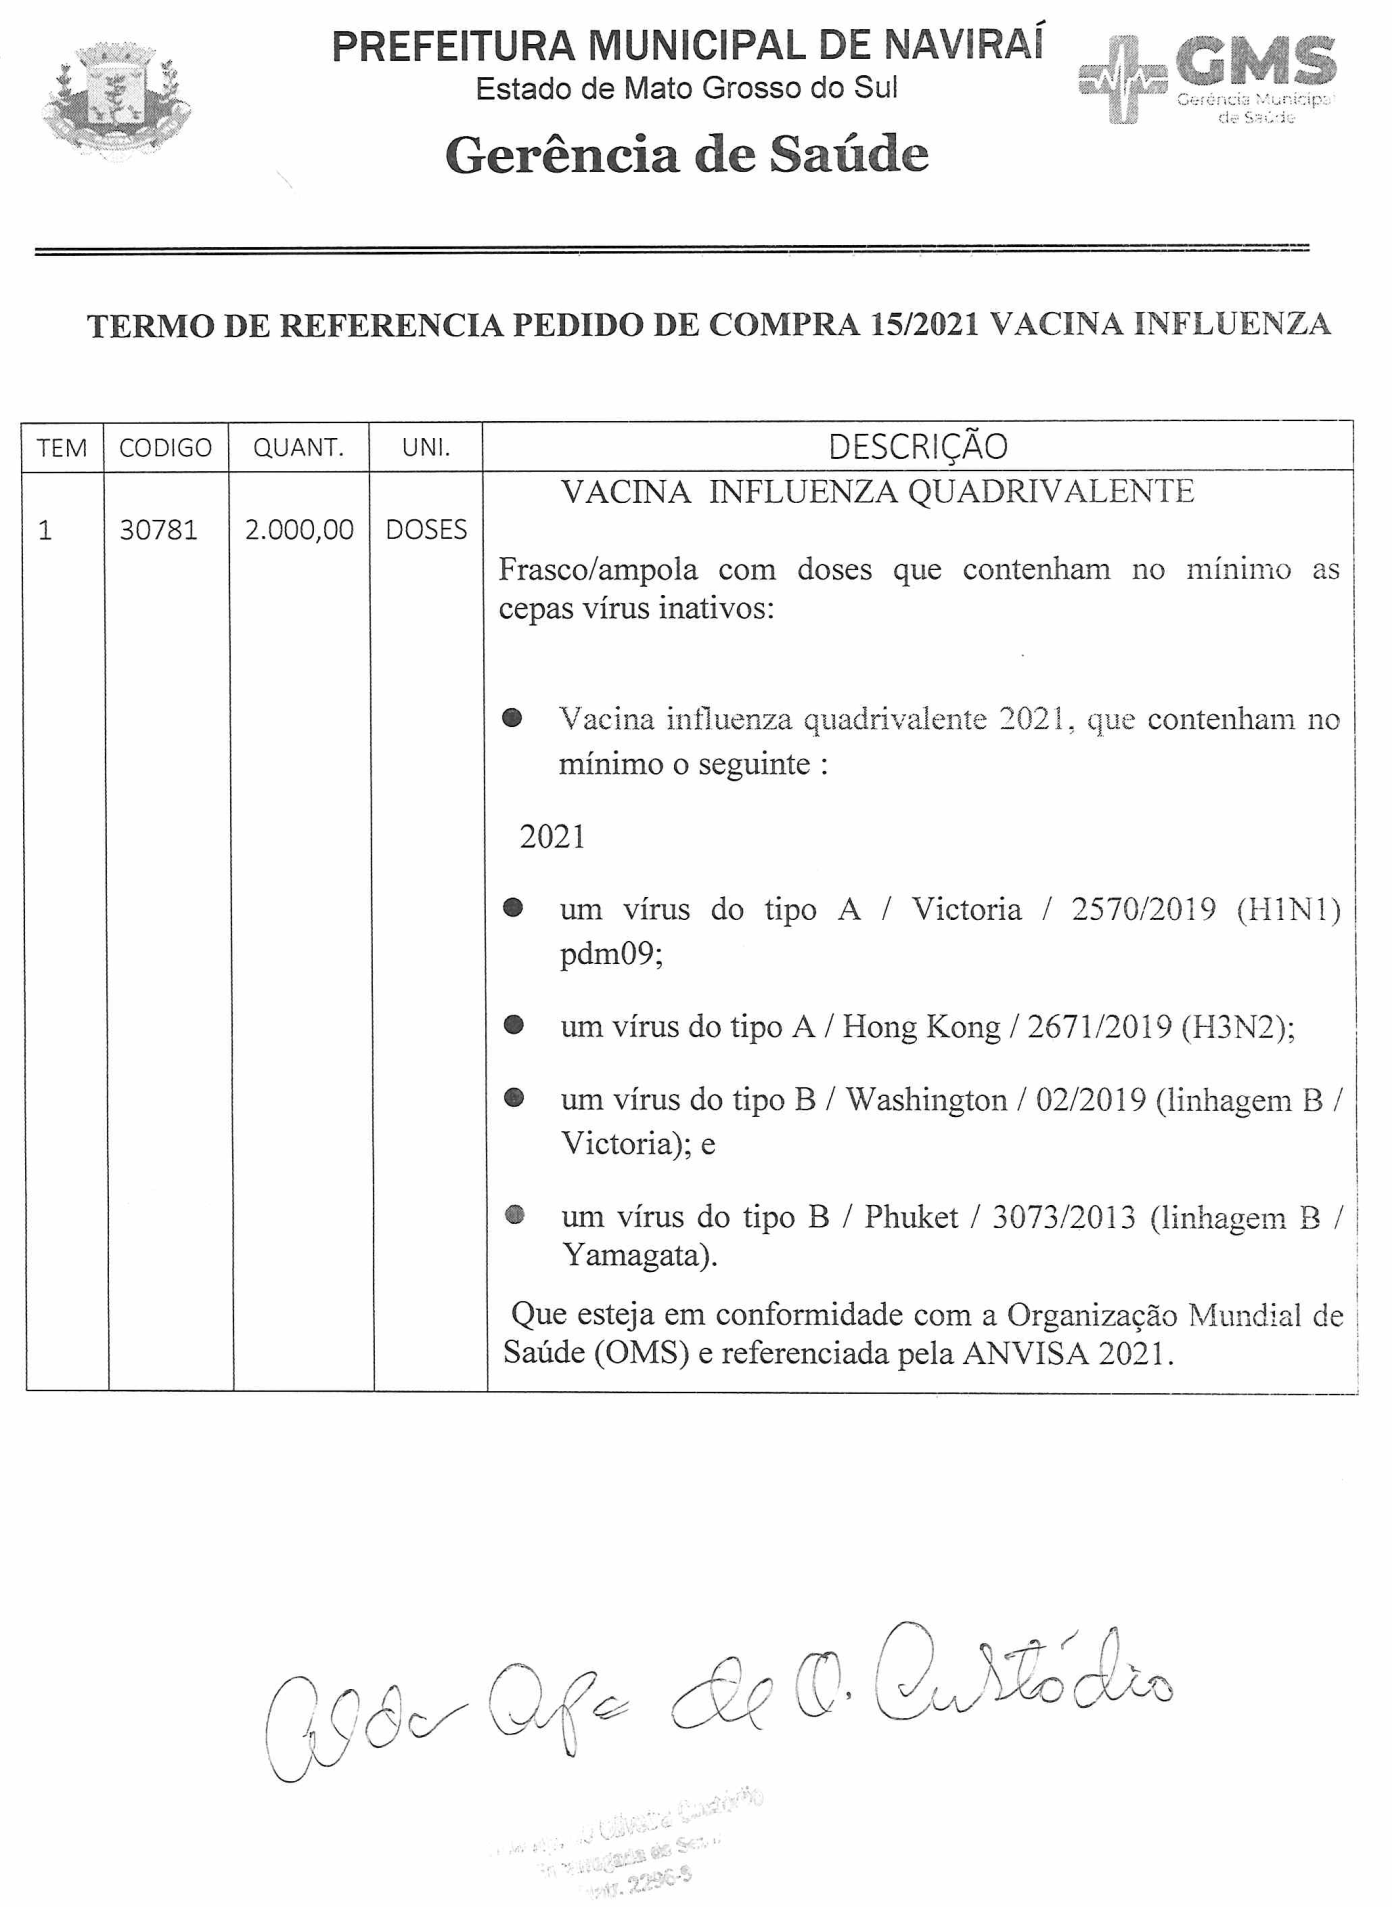 PREFEITURA MUNICIPAL DE NAVIRAÍ
Estado de Mato Grosso do Sul
Gerência de Saúde
GMS
Gerência Municipal
de Saúde
TERMO DE REFERENCIA PEDIDO DE COMPRA 15/2021 VACINA INFLUENZA
TEM CODIGO QUANT. UNI. DESCRIÇÃO
VACINA INFLUENZA QUADRIVALENTE
1 30781 2.000,00 DOSES
Frasco/ampola com doses que contenham no mínimo as
cepas vírus inativos:
● Vacina influenza quadrivalente 2021, que contenham no
mínimo o seguinte :
2021
● um vírus do tipo A / Victoria / 2570/2019 (H1N1)
pdm09;
● um vírus do tipo A / Hong Kong / 2671/2019 (H3N2);
● um vírus do tipo B / Washington / 02/2019 (linhagem B /
Victoria); e
● um vírus do tipo B / Phuket / 3073/2013 (linhagem B /
Yamagata).
Que esteja em conformidade com a Organização Mundial de
Saúde (OMS) e referenciada pela ANVISA 2021.
de O. Custódio
Oliveira Custódio
2296-5